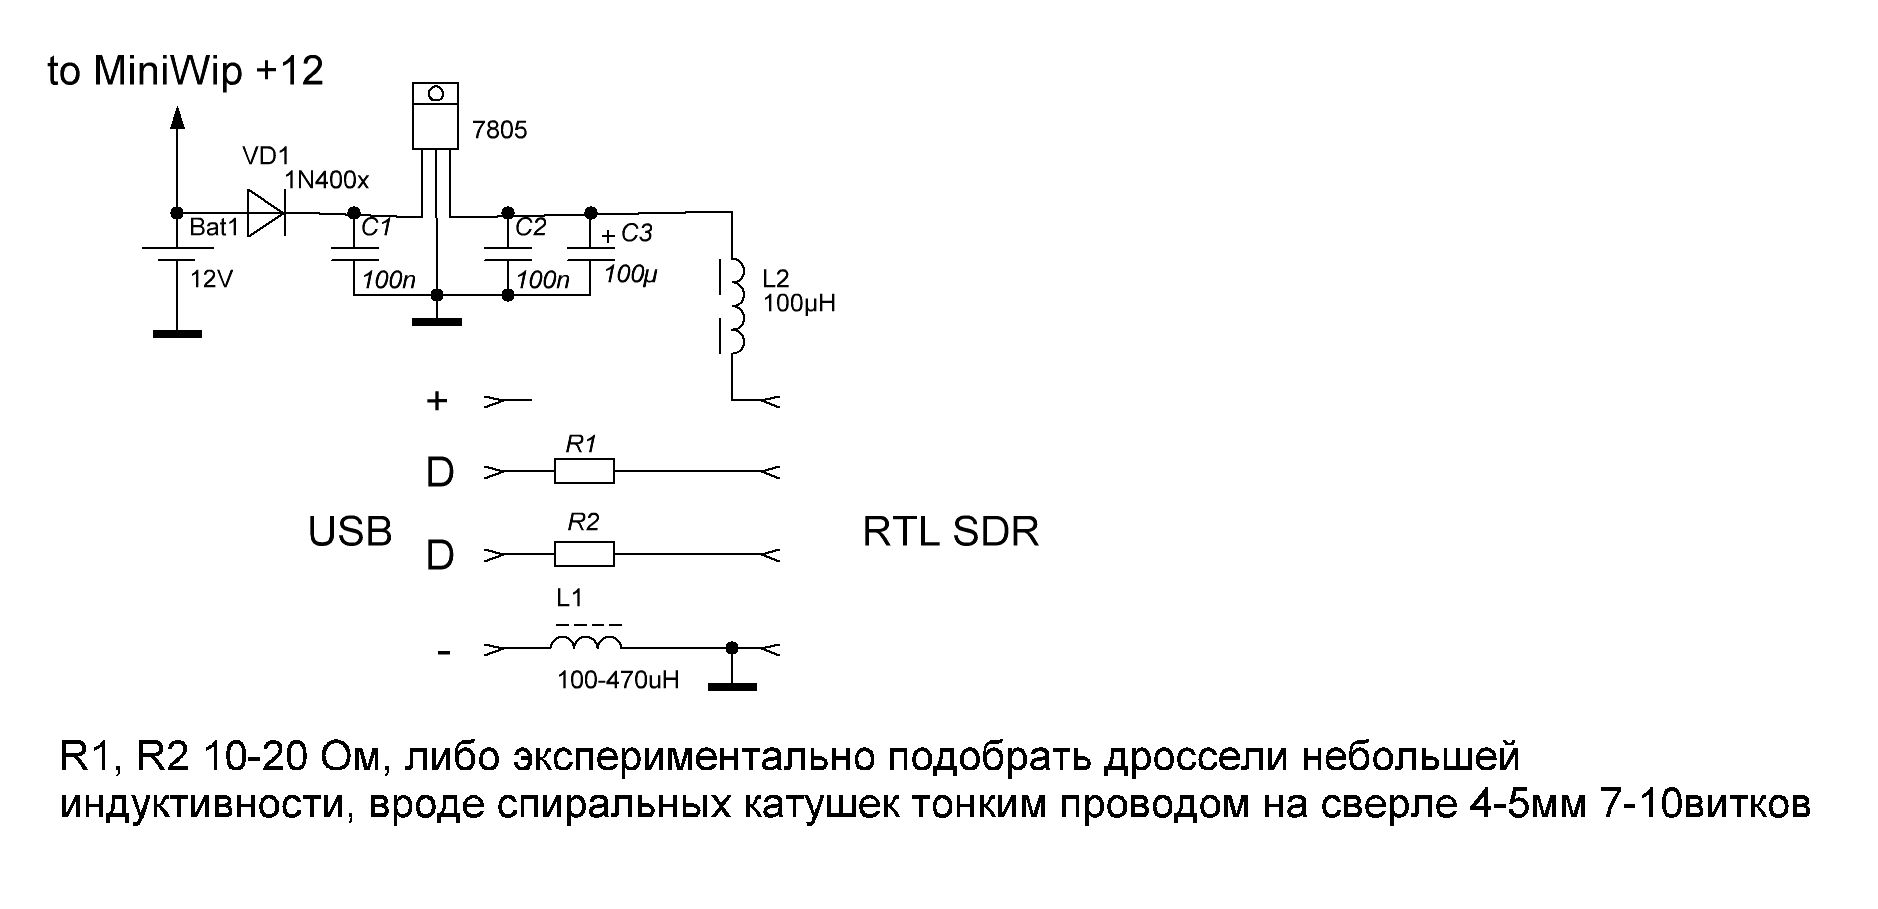 to MiniWip +12
7805
VD1
1N400x
Bat1
12V
C1
100n
C2
100n
+ C3
100µ
L2
100µH
+
D
R1
D
R2
USB
RTL SDR
L1
-
100-470uH
R1, R2 10-20 Ом, либо экспериментально подобрать дроссели небольшей
индуктивности, вроде спиральных катушек тонким проводом на сверле 4-5мм 7-10витков